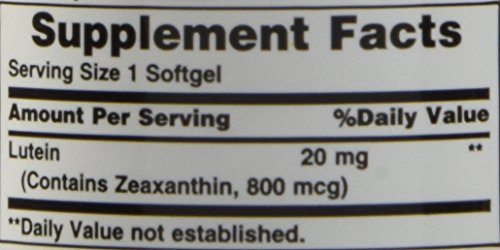 Supplement Facts
Serving Size 1 Softgel
Amount Per Serving %Daily Value
Lutein 20 mg **
(Contains Zeaxanthin, 800 mcg)
**Daily Value not established.